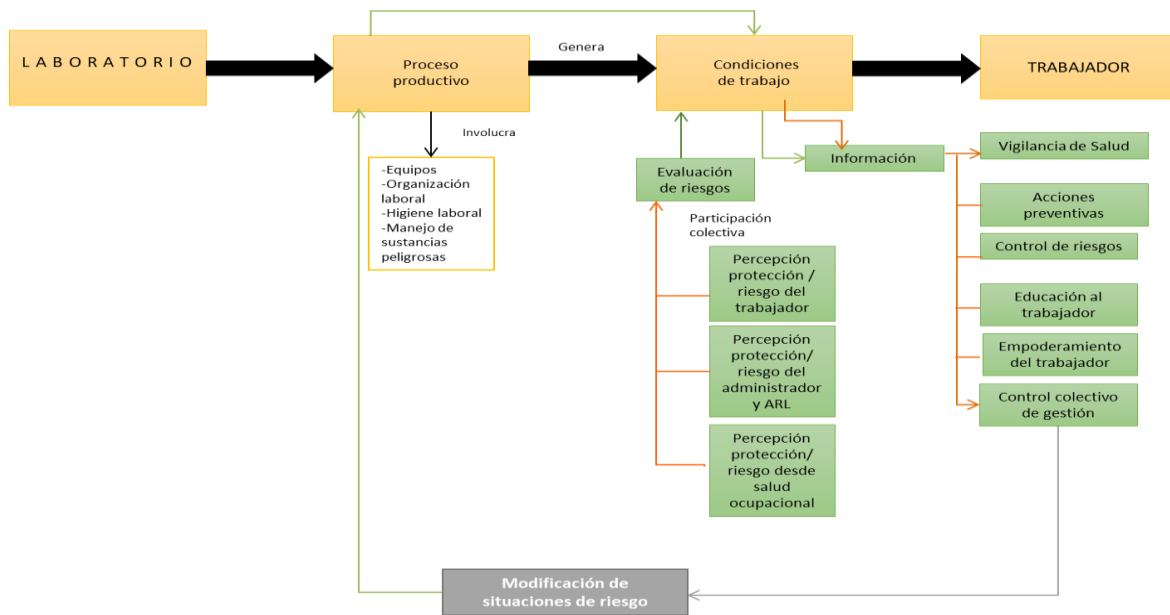 LABORATORIO
Proceso
productivo
Genera
Condiciones
de trabajo
TRABAJADOR
Involucra
-Equipos
-Organización
laboral
-Higiene laboral
-Manejo de
sustancias
peligrosas
Evaluación
de riesgos
Información
Participación
colectiva
Percepción
protección /
riesgo del
trabajador
Percepción
protección/
riesgo del
administrador
y ARL
Percepción
protección/
riesgo desde
salud
ocupacional
Vigilancia de Salud
Acciones
preventivas
Control de riesgos
Educación al
trabajador
Empoderamiento
del trabajador
Control colectivo
de gestión
Modificación de
situaciones de riesgo